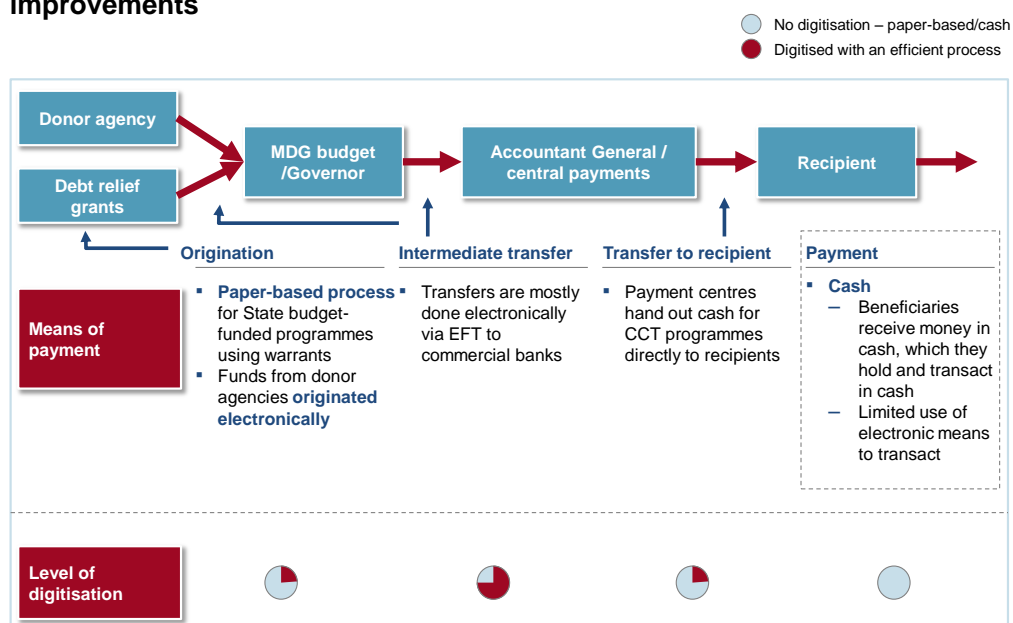 improvements
No digitisation – paper-based/cash
Digitised with an efficient process
Donor agency
Debt relief
grants
MDG budget
/Governor
Accountant General /
central payments
Recipient
Origination
Intermediate transfer
Transfer to recipient
Payment
Means of
payment
▪ Paper-based process
for State budget-
funded programmes
using warrants
▪ Funds from donor
agencies originated
electronically
▪ Transfers are mostly
done electronically
via EFT to
commercial banks
▪ Payment centres
hand out cash for
CCT programmes
directly to recipients
▪ Cash
– Beneficiaries
receive money in
cash, which they
hold and transact
in cash
– Limited use of
electronic means
to transact
Level of
digitisation